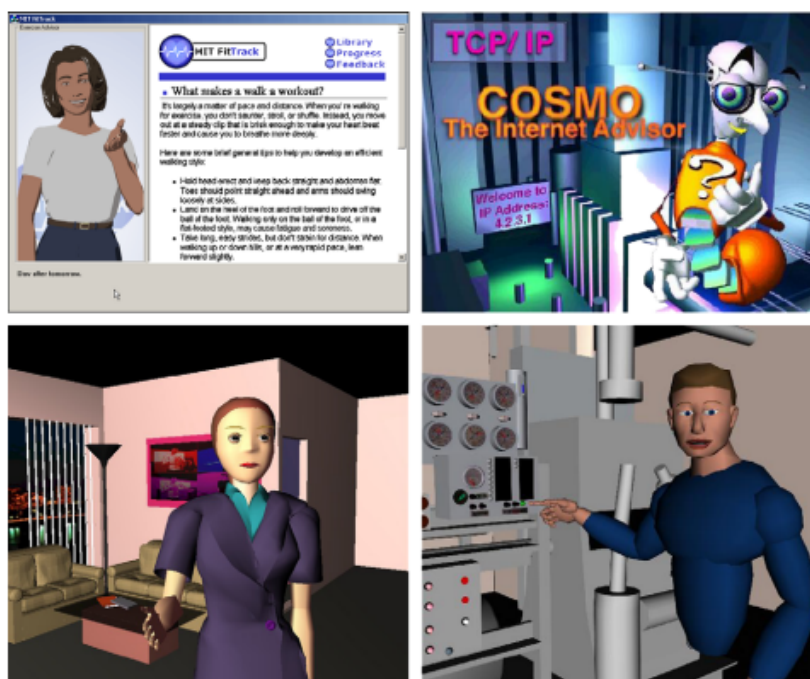 MIT FitTrack
Exercise Advisor
MIT FitTrack
Library
Progress
Feedback
What makes a walk a workout?
It's largely a matter of pace and distance. When you're walking
for exercise, you don't saunter, stroll, or shuffle. Instead, you move
out at a steady clip that is brisk enough to make your heart beat
faster and cause you to breathe more deeply.
Here are some brief general tips to help you develop an efficient
walking style:
Hold head erect and keep back straight and abdomen flat.
Toes should point straight ahead and arms should swing
loosely at sides.
Land on the heel of the foot and roll forward to drive off the
ball of the foot. Walking only on the ball of the foot, or in a
flat-footed style, may cause fatigue and soreness.
Take long, easy strides, but don't strain for distance. When
walking up or down hills, or at a very rapid pace, lean
forward slightly.
Day after tomorrow.
TCP/IP
COSMO
The Internet Advisor
?
Welcome to
IP Address:
4.2.3.1